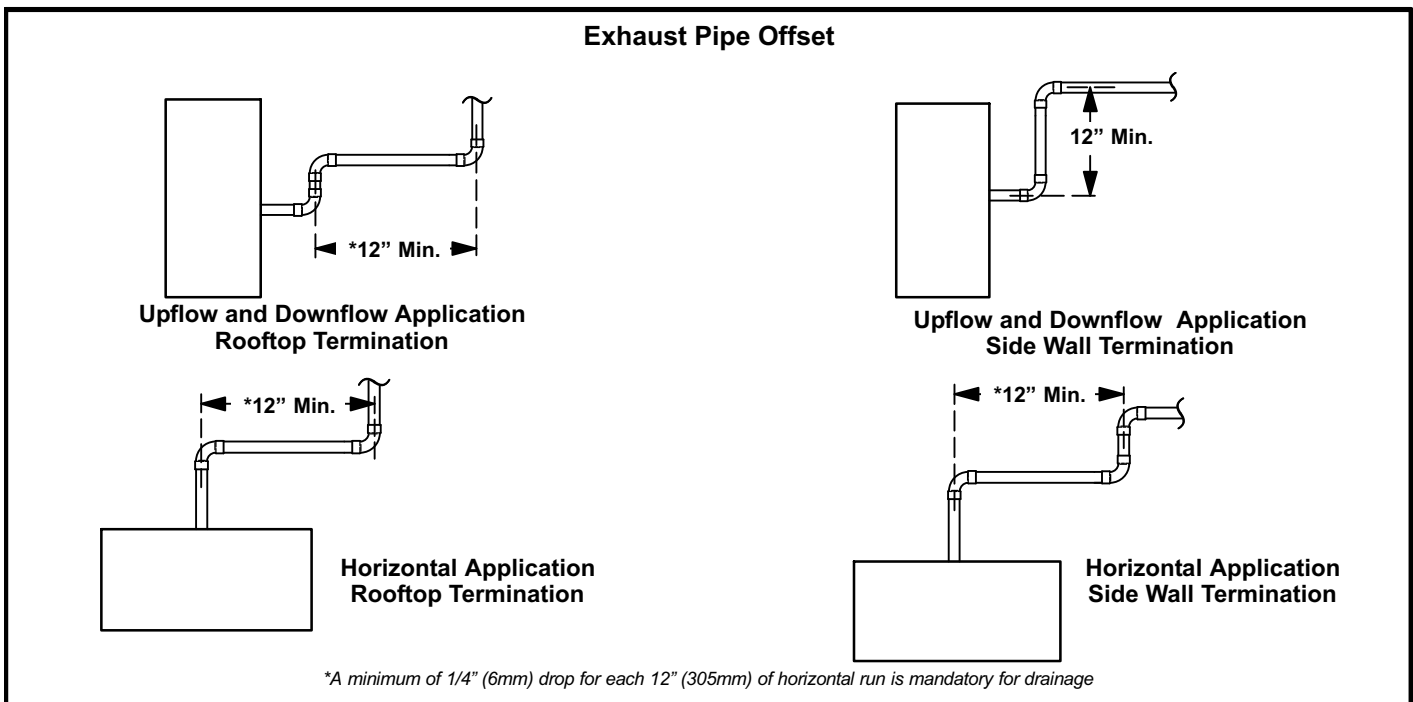 Exhaust Pipe Offset
12” Min.
*12” Min.
Upflow and Downflow Application
Rooftop Termination
Upflow and Downflow Application
Side Wall Termination
*12” Min.
*12” Min.
Horizontal Application
Rooftop Termination
Horizontal Application
Side Wall Termination
*A minimum of 1/4” (6mm) drop for each 12” (305mm) of horizontal run is mandatory for drainage